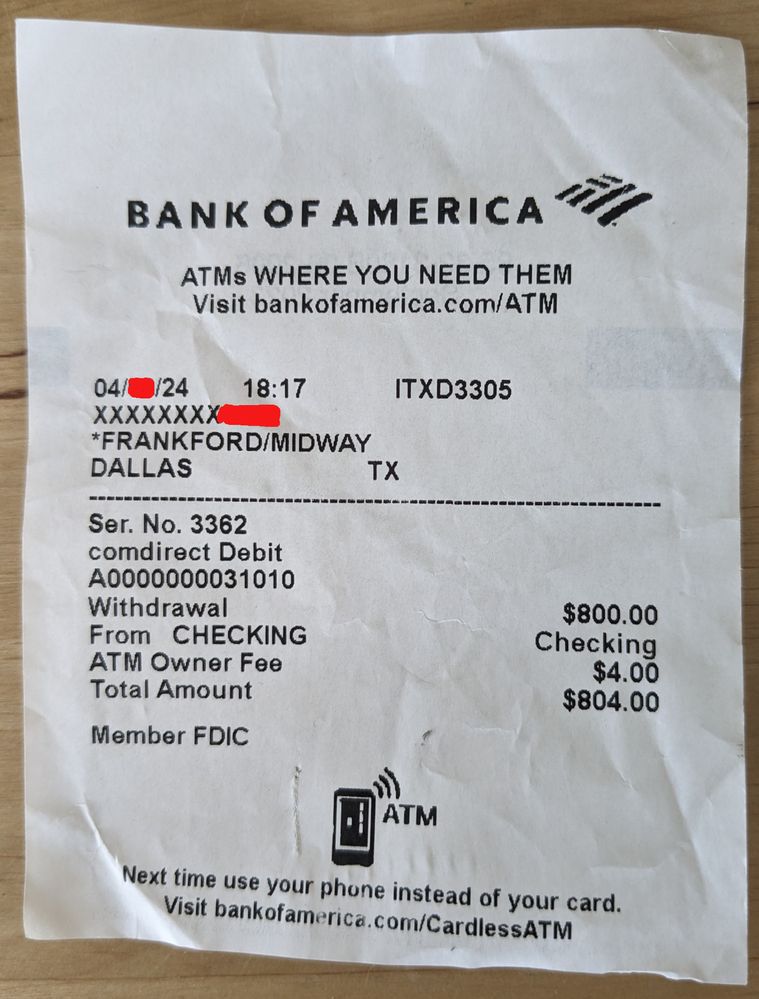 BANK OF AMERICA
ATMs WHERE YOU NEED THEM
Visit bankofamerica.com/ATM
04/ /24 18:17 ITXD3305
XXXXXXXX
*FRANKFORD/MIDWAY
DALLAS TX
Ser. No. 3362
comdirect Debit
A0000000031010
Withdrawal $800.00
From CHECKING Checking
ATM Owner Fee $4.00
Total Amount $804.00
Member FDIC
ATM
Next time use your phone instead of your card.
Visit bankofamerica.com/CardlessATM